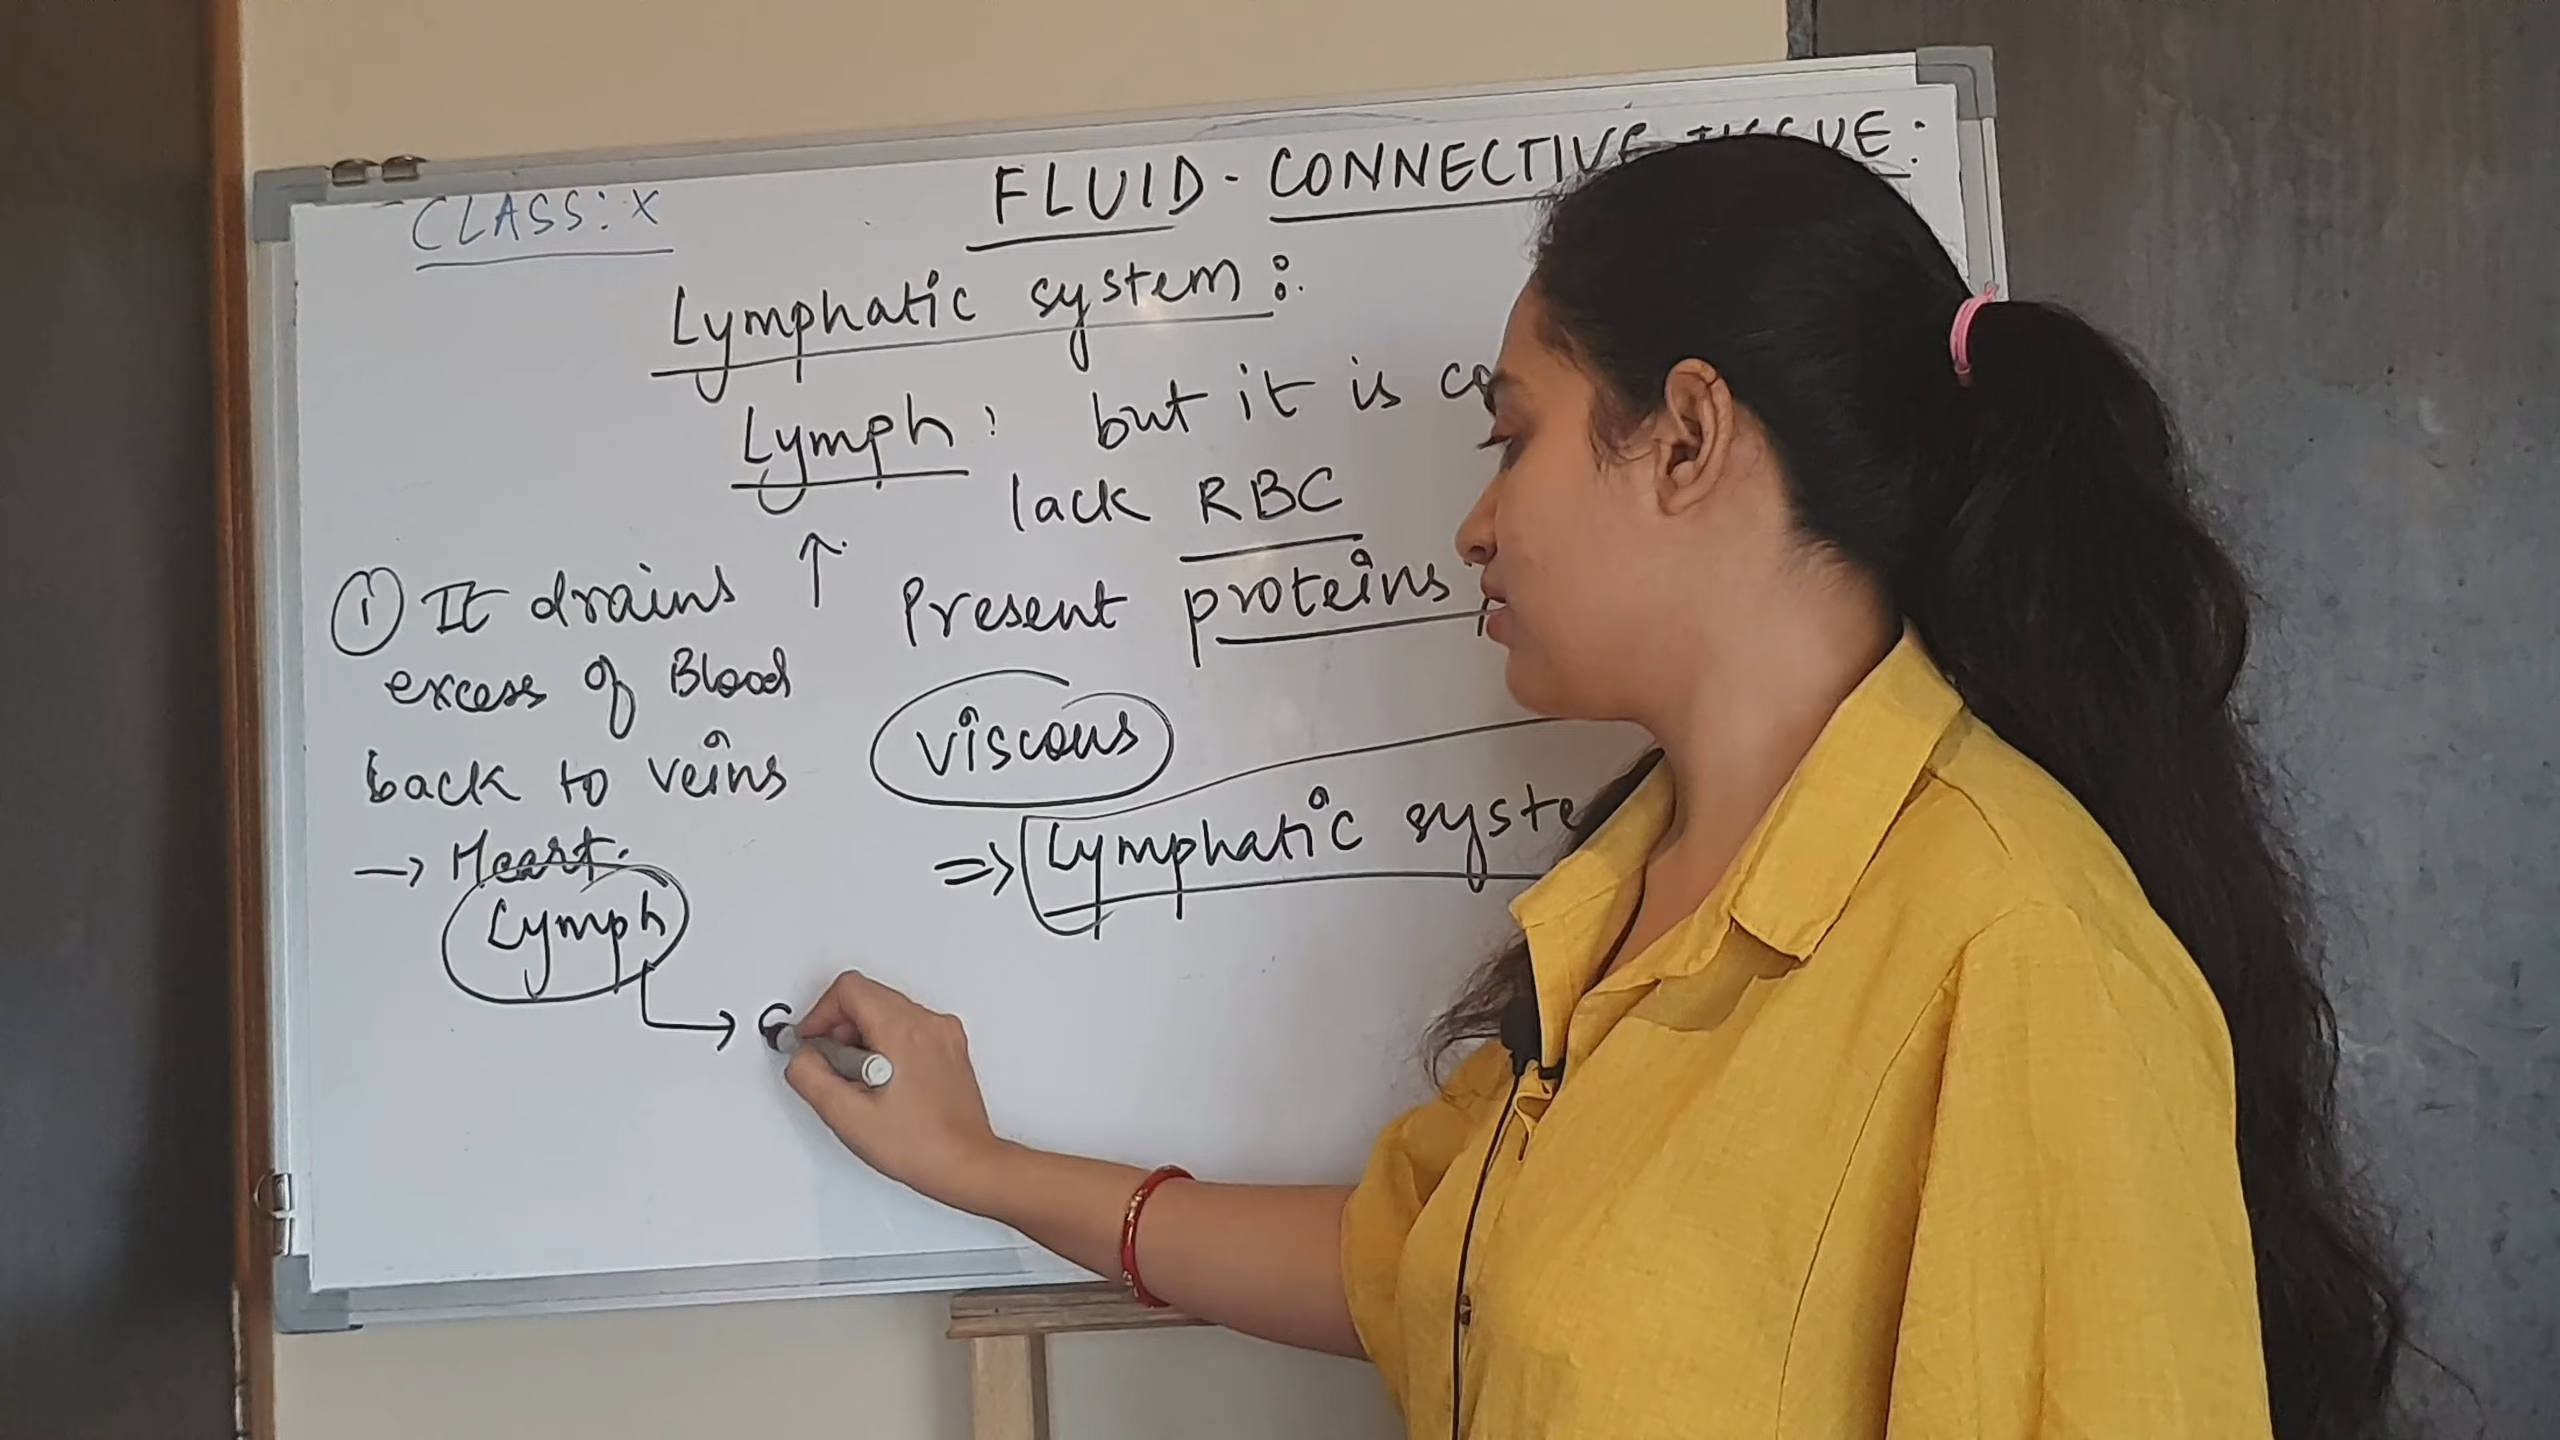 CLASS: X
FLUID - CONNECTIVE TISSUE:
Lymphatic system:
Lymph: but it is
lack RBC
Present proteins
① It drains ↑
excess of Blood
back to veins
→ Heart.
Lymph
viscous
⇒ Lymphatic syste